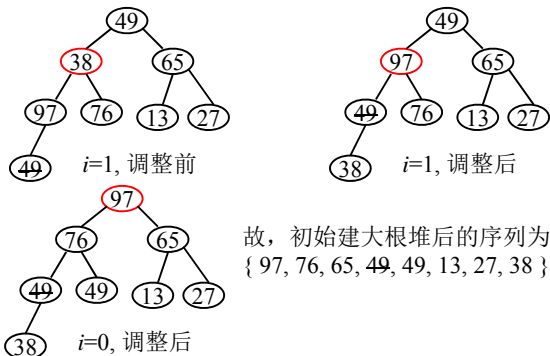 49
38 65
97 76 13 27
49
i=1, 调整前
49
97 65
49 76 13 27
38
i=1, 调整后
97
76 65
49 49 13 27
38
i=0, 调整后
故，初始建大根堆后的序列为
{ 97, 76, 65, 49, 49, 13, 27, 38 }